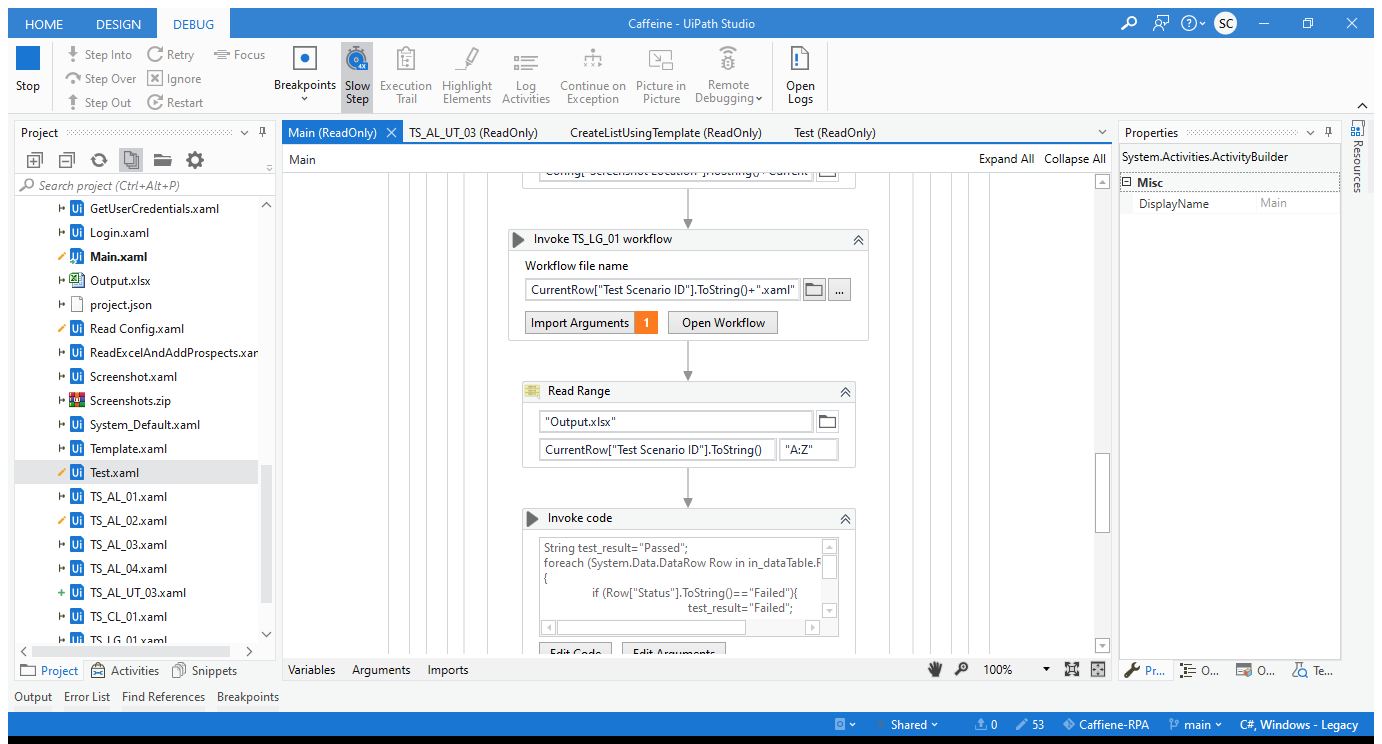 HOME DESIGN DEBUG Caffeine - UiPath Studio SC
Stop
Step Into Retry Focus
Step Over Ignore
Step Out Restart
Breakpoints
4X
Slow Step
Execution Trail
Highlight Elements
Log Activities
Continue on Exception
Picture in Picture
Remote Debugging
Open Logs
Project
Search project (Ctrl+Alt+P)
GetUserCredentials.xaml
Login.xaml
Main.xaml
Output.xlsx
project.json
Read Config.xaml
ReadExcelAndAddProspects.xar
Screenshot.xaml
Screenshots.zip
System_Default.xaml
Template.xaml
Test.xaml
TS_AL_01.xaml
TS_AL_02.xaml
TS_AL_03.xaml
TS_AL_04.xaml
TS_AL_UT_03.xaml
TS_CL_01.xaml
TS_LG_01.xaml
Project Activities Snippets
Main (ReadOnly) TS_AL_UT_03 (ReadOnly) CreateListUsingTemplate (ReadOnly) Test (ReadOnly)
Main Expand All Collapse All
Config["Screenshot Location"].ToString()+Current
Invoke TS_LG_01 workflow
Workflow file name
CurrentRow["Test Scenario ID"].ToString()+".xaml" ...
Import Arguments 1 Open Workflow
Read Range
"Output.xlsx"
CurrentRow["Test Scenario ID"].ToString() "A:Z"
Invoke code
String test_result="Passed";
foreach (System.Data.DataRow Row in in_dataTable.R
{
if (Row["Status"].ToString()=="Failed"){
test_result="Failed";
Edit Code Edit Arguments
Variables Arguments Imports 100%
Properties
System.Activities.ActivityBuilder
Misc
DisplayName Main
Pr... O... O... Te...
Resources
Output Error List Find References Breakpoints
Shared 0 53 Caffiene-RPA main C#, Windows - Legacy